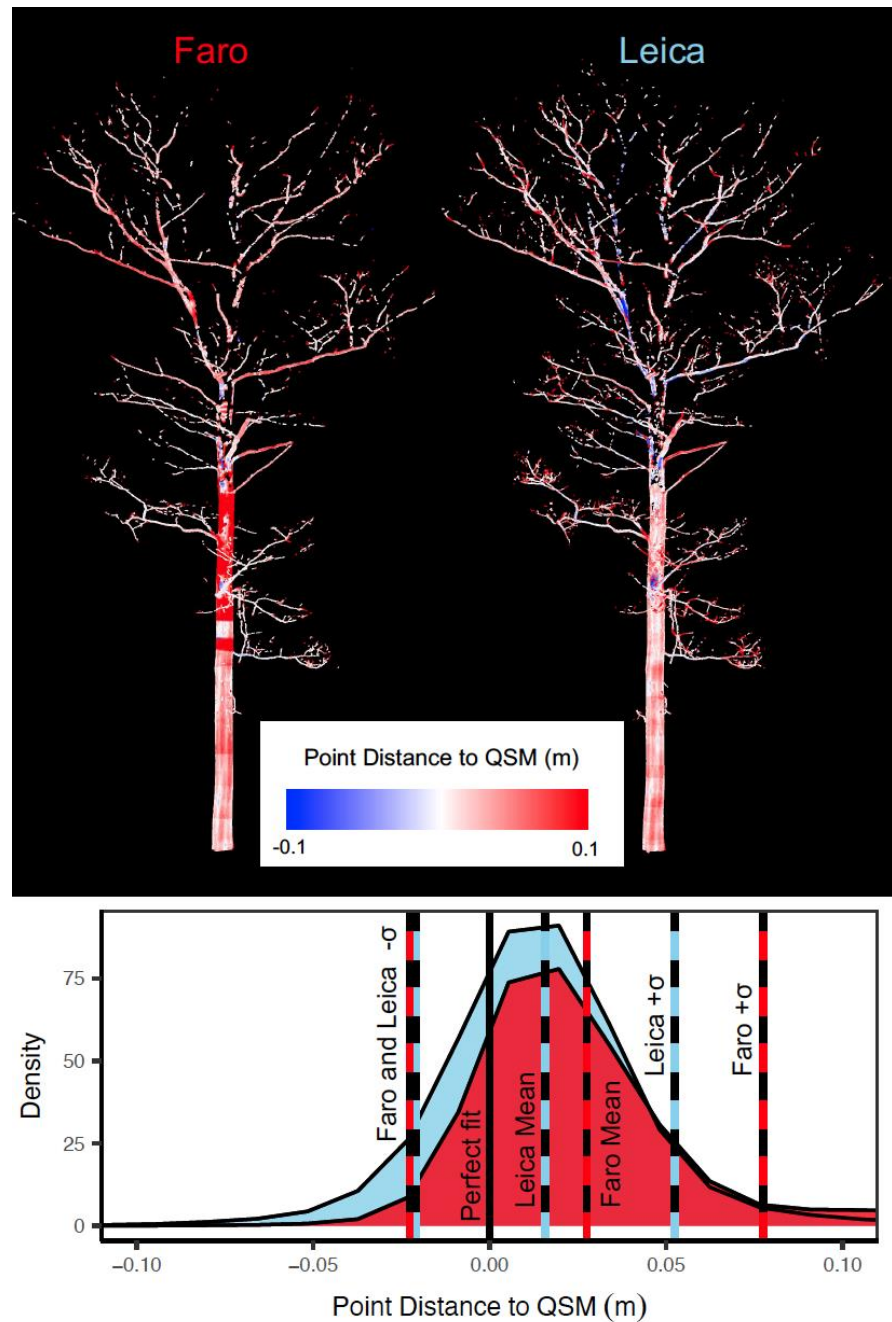 Faro
Leica
Point Distance to QSM (m)
-0.1
0.1
Density
75
50
25
0
Faro and Leica -σ
Perfect fit
Leica Mean
Faro Mean
Leica +σ
Faro +σ
−0.10
−0.05
0.00
0.05
0.10
Point Distance to QSM (m)